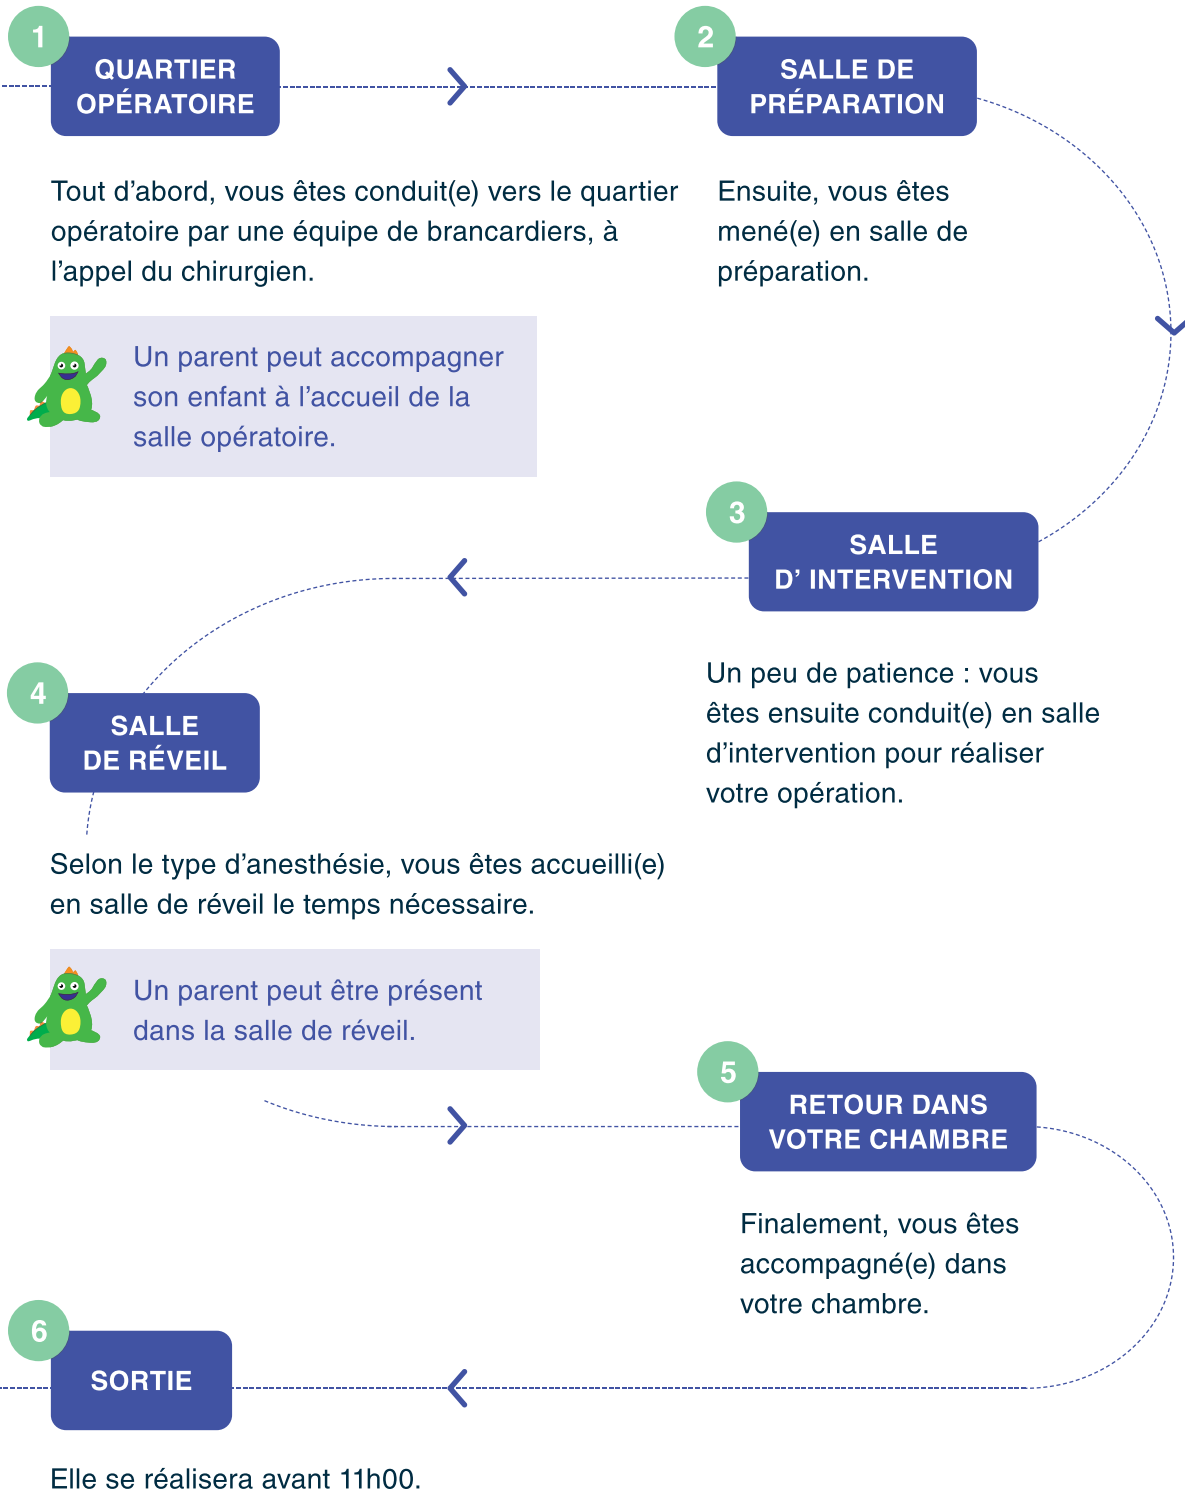 1
QUARTIER
OPÉRATOIRE
Tout d’abord, vous êtes conduit(e) vers le quartier
opératoire par une équipe de brancardiers, à
l’appel du chirurgien.
Un parent peut accompagner
son enfant à l’accueil de la
salle opératoire.
2
SALLE DE
PRÉPARATION
Ensuite, vous êtes
mené(e) en salle de
préparation.
3
SALLE
D’ INTERVENTION
Un peu de patience : vous
êtes ensuite conduit(e) en salle
d’intervention pour réaliser
votre opération.
4
SALLE
DE RÉVEIL
Selon le type d’anesthésie, vous êtes accueilli(e)
en salle de réveil le temps nécessaire.
Un parent peut être présent
dans la salle de réveil.
5
RETOUR DANS
VOTRE CHAMBRE
Finalement, vous êtes
accompagné(e) dans
votre chambre.
6
SORTIE
Elle se réalisera avant 11h00.